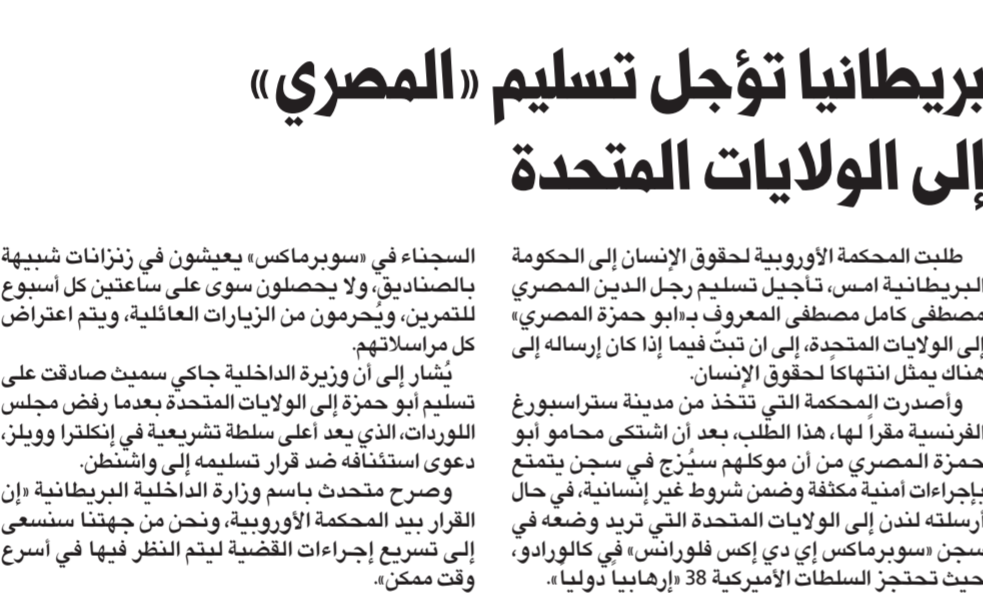 بريطانيا تؤجل تسليم «المصري»
إلى الولايات المتحدة
طلبت المحكمة الأوروبية لحقوق الإنسان إلى الحكومة
البريطانية امس، تأجيل تسليم رجل الدين المصري
مصطفى كامل مصطفى المعروف بـ«ابو حمزة المصري»
إلى الولايات المتحدة، إلى ان تبتّ فيما إذا كان إرساله إلى
هناك يمثل انتهاكاً لحقوق الإنسان.
وأصدرت المحكمة التي تتخذ من مدينة ستراسبورغ
الفرنسية مقراً لها، هذا الطلب، بعد أن اشتكى محامو أبو
حمزة المصري من أن موكلهم سيُزج في سجن يتمتع
بإجراءات أمنية مكثفة وضمن شروط غير إنسانية، في حال
أرسلته لندن إلى الولايات المتحدة التي تريد وضعه في
سجن «سوبرماكس إي دي إكس فلورانس» في كالورادو،
حيث تحتجز السلطات الأميركية 38 «إرهابياً دولياً».
السجناء في «سوبرماكس» يعيشون في زنزانات شبيهة
بالصناديق، ولا يحصلون سوى على ساعتين كل أسبوع
للتمرين، ويُحرمون من الزيارات العائلية، ويتم اعتراض
كل مراسلاتهم.
يُشار إلى أن وزيرة الداخلية جاكي سميث صادقت على
تسليم أبو حمزة إلى الولايات المتحدة بعدما رفض مجلس
اللوردات، الذي يعد أعلى سلطة تشريعية في إنكلترا وويلز،
دعوى استئنافه ضد قرار تسليمه إلى واشنطن.
وصرح متحدث باسم وزارة الداخلية البريطانية «إن
القرار بيد المحكمة الأوروبية، ونحن من جهتنا سنسعى
إلى تسريع إجراءات القضية ليتم النظر فيها في أسرع
وقت ممكن».